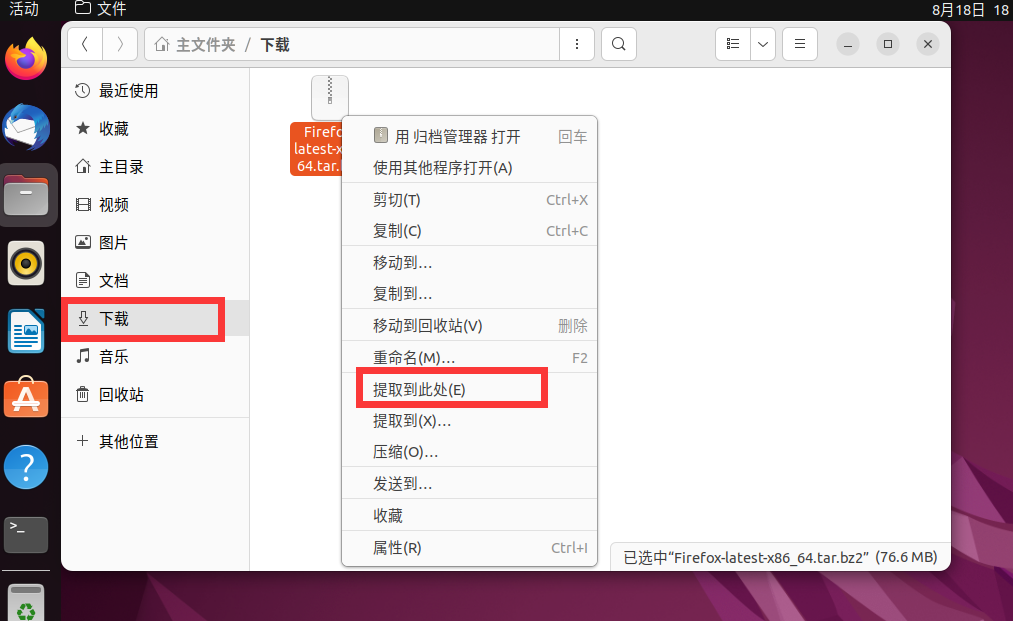 活动
文件
8月18日 18
主文件夹 / 下载
最近使用
收藏
主目录
视频
图片
文档
下载
音乐
回收站
其他位置
Firefo
latest-x
64.tar.
用 归档管理器 打开 回车
使用其他程序打开(A)
剪切(T) Ctrl+X
复制(C) Ctrl+C
移动到…
复制到…
移动到回收站(V) 删除
重命名(M)… F2
提取到此处(E)
提取到(X)…
压缩(O)…
发送到…
收藏
属性(R) Ctrl+I
已选中“Firefox-latest-x86_64.tar.bz2” (76.6 MB)